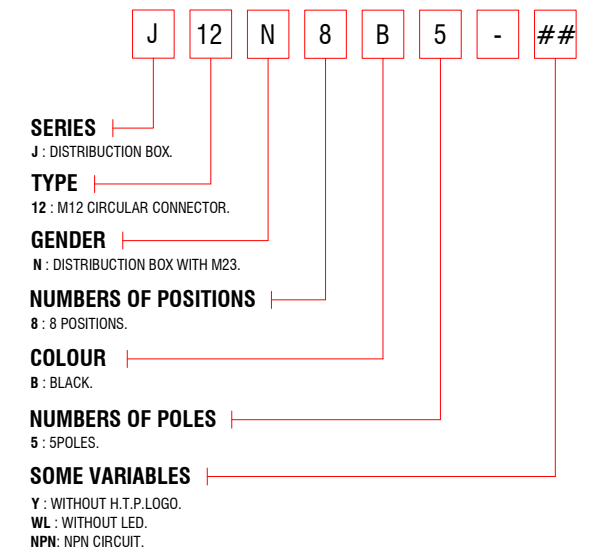 J 12 N 8 B 5 - ##
SERIES
J : DISTRIBUCTION BOX.
TYPE
12 : M12 CIRCULAR CONNECTOR.
GENDER
N : DISTRIBUCTION BOX WITH M23.
NUMBERS OF POSITIONS
8 : 8 POSITIONS.
COLOUR
B : BLACK.
NUMBERS OF POLES
5 : 5POLES.
SOME VARIABLES
Y : WITHOUT H.T.P.LOGO.
WL : WITHOUT LED.
NPN: NPN CIRCUIT.